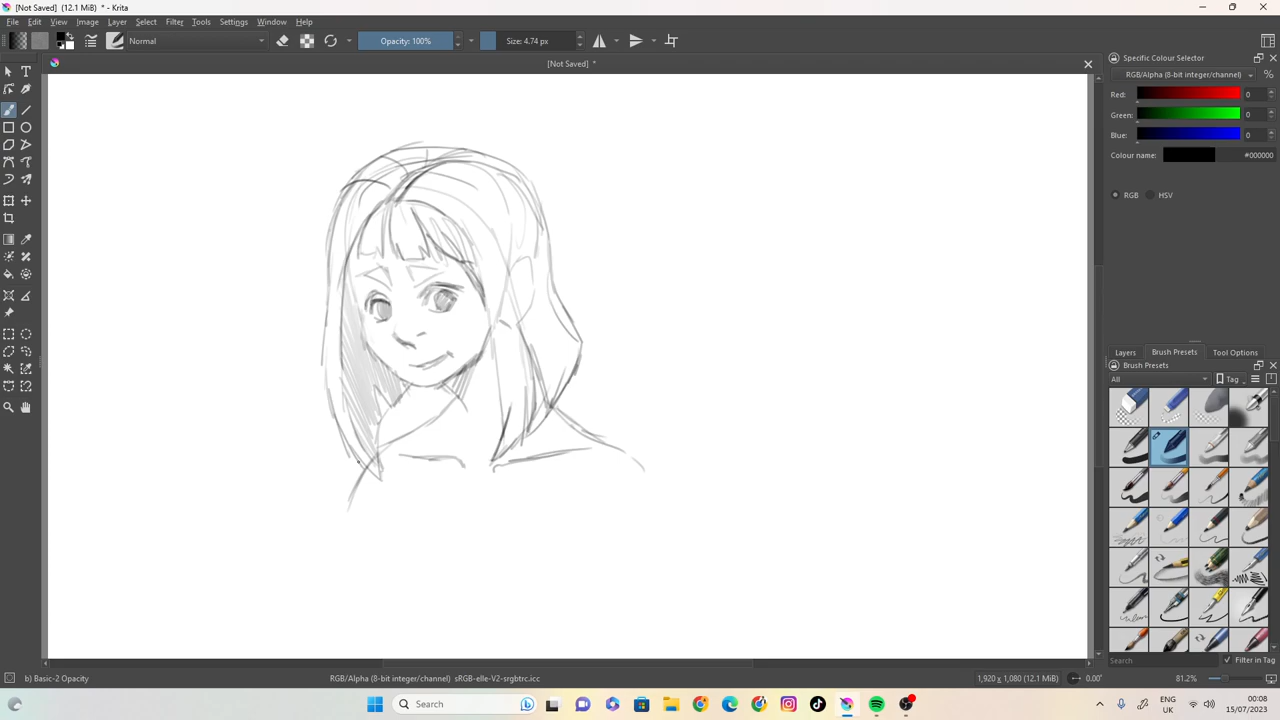 [Not Saved]  (12.1 MiB)  * - Krita
File Edit View Image Layer Select Filter Tools Settings Window Help
Normal Opacity: 100% Size: 4.74 px
[Not Saved]  *
Specific Colour Selector
RGB/Alpha (8-bit integer/channel) %
Red: 0
Green: 0
Blue: 0
Colour name: #000000
RGB HSV
Layers Brush Presets Tool Options
Brush Presets
All Tag
Search Filter in Tag
b) Basic-2 Opacity RGB/Alpha (8-bit integer/channel)  sRGB-elle-V2-srgbtrc.icc 1,920 x 1,080 (12.1 MiB) 0.00° 81.2%
Search ENG 00:08
UK 15/07/2023